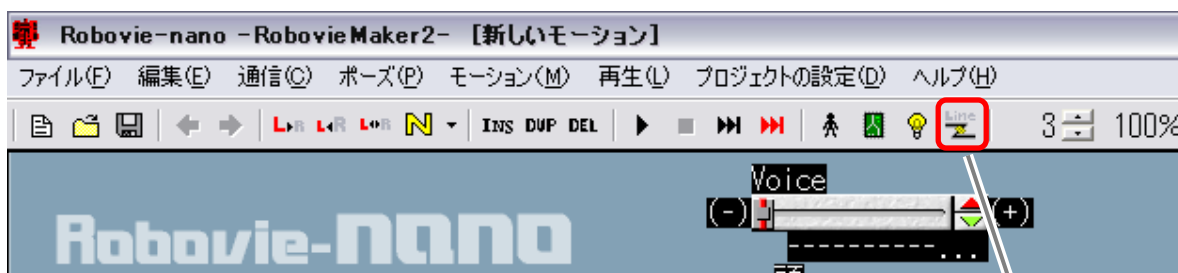 Robovie-nano -RobovieMaker2- [新しいモーション]
ファイル(F) 編集(E) 通信(C) ポーズ(P) モーション(M) 再生(L) プロジェクトの設定(D) ヘルプ(H)
L▸R L◂R L↔R N INS DUP DEL Line 3 100%
Voice
(-) (+)
Robovie-nano
----------...